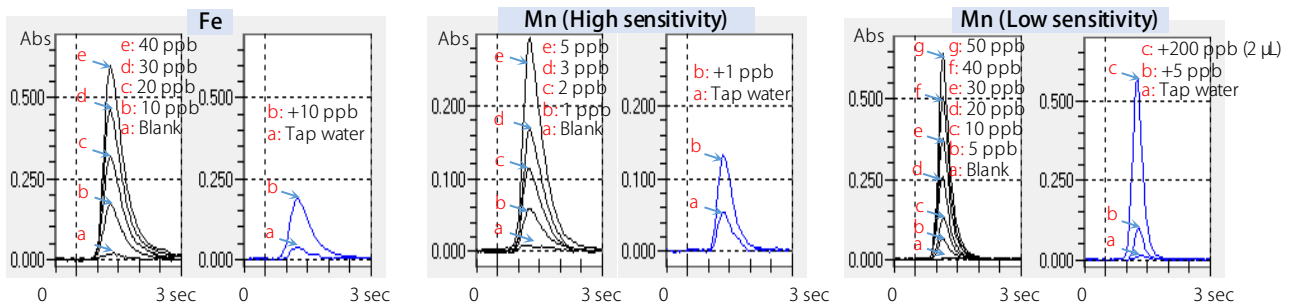 Fe
Abs
e: 40 ppb
d: 30 ppb
c: 20 ppb
b: 10 ppb
a: Blank
e
d
c
b
a
0.500
0.250
0.000
0
3 sec
0.500
0.250
0.000
b: +10 ppb
a: Tap water
b
a
0
3 sec
Mn (High sensitivity)
Abs
e: 5 ppb
d: 3 ppb
c: 2 ppb
b: 1 ppb
a: Blank
e
d
c
b
a
0.200
0.100
0.000
0
3 sec
0.200
0.100
0.000
b: +1 ppb
a: Tap water
b
a
0
3 sec
Mn (Low sensitivity)
Abs
g: 50 ppb
f: 40 ppb
e: 30 ppb
d: 20 ppb
c: 10 ppb
b: 5 ppb
a: Blank
g
f
e
d
c
b
a
0.500
0.250
0.000
0
3 sec
0.500
0.250
0.000
c: +200 ppb (2 µL)
b: +5 ppb
a: Tap water
c
b
a
0
3 sec